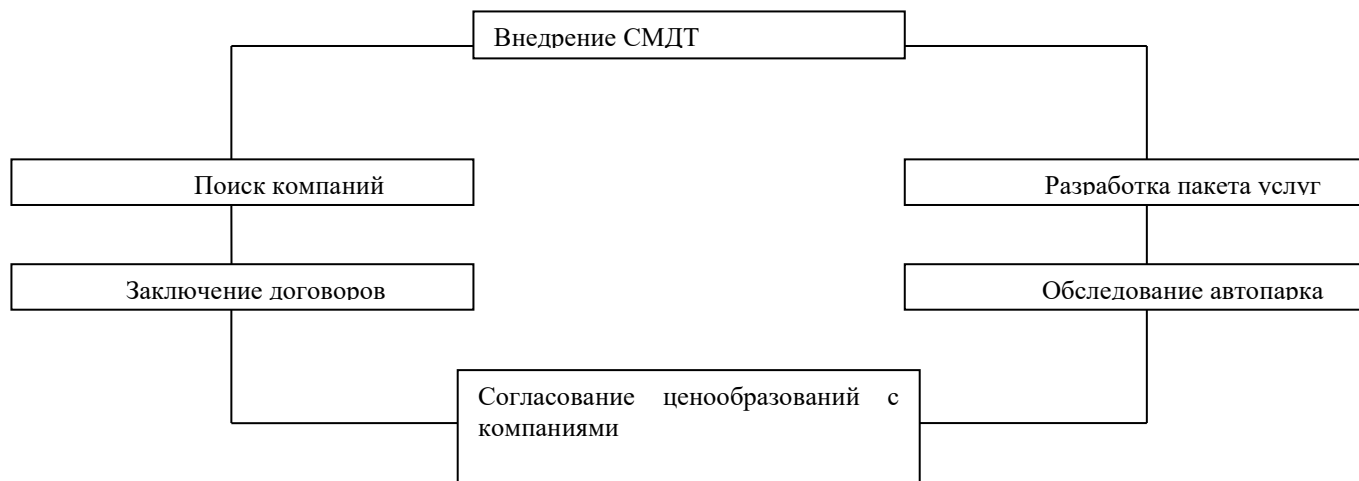 Внедрение СМДТ
Поиск компаний
Разработка пакета услуг
Заключение договоров
Обследование автопарка
Согласование ценообразований с
компаниями